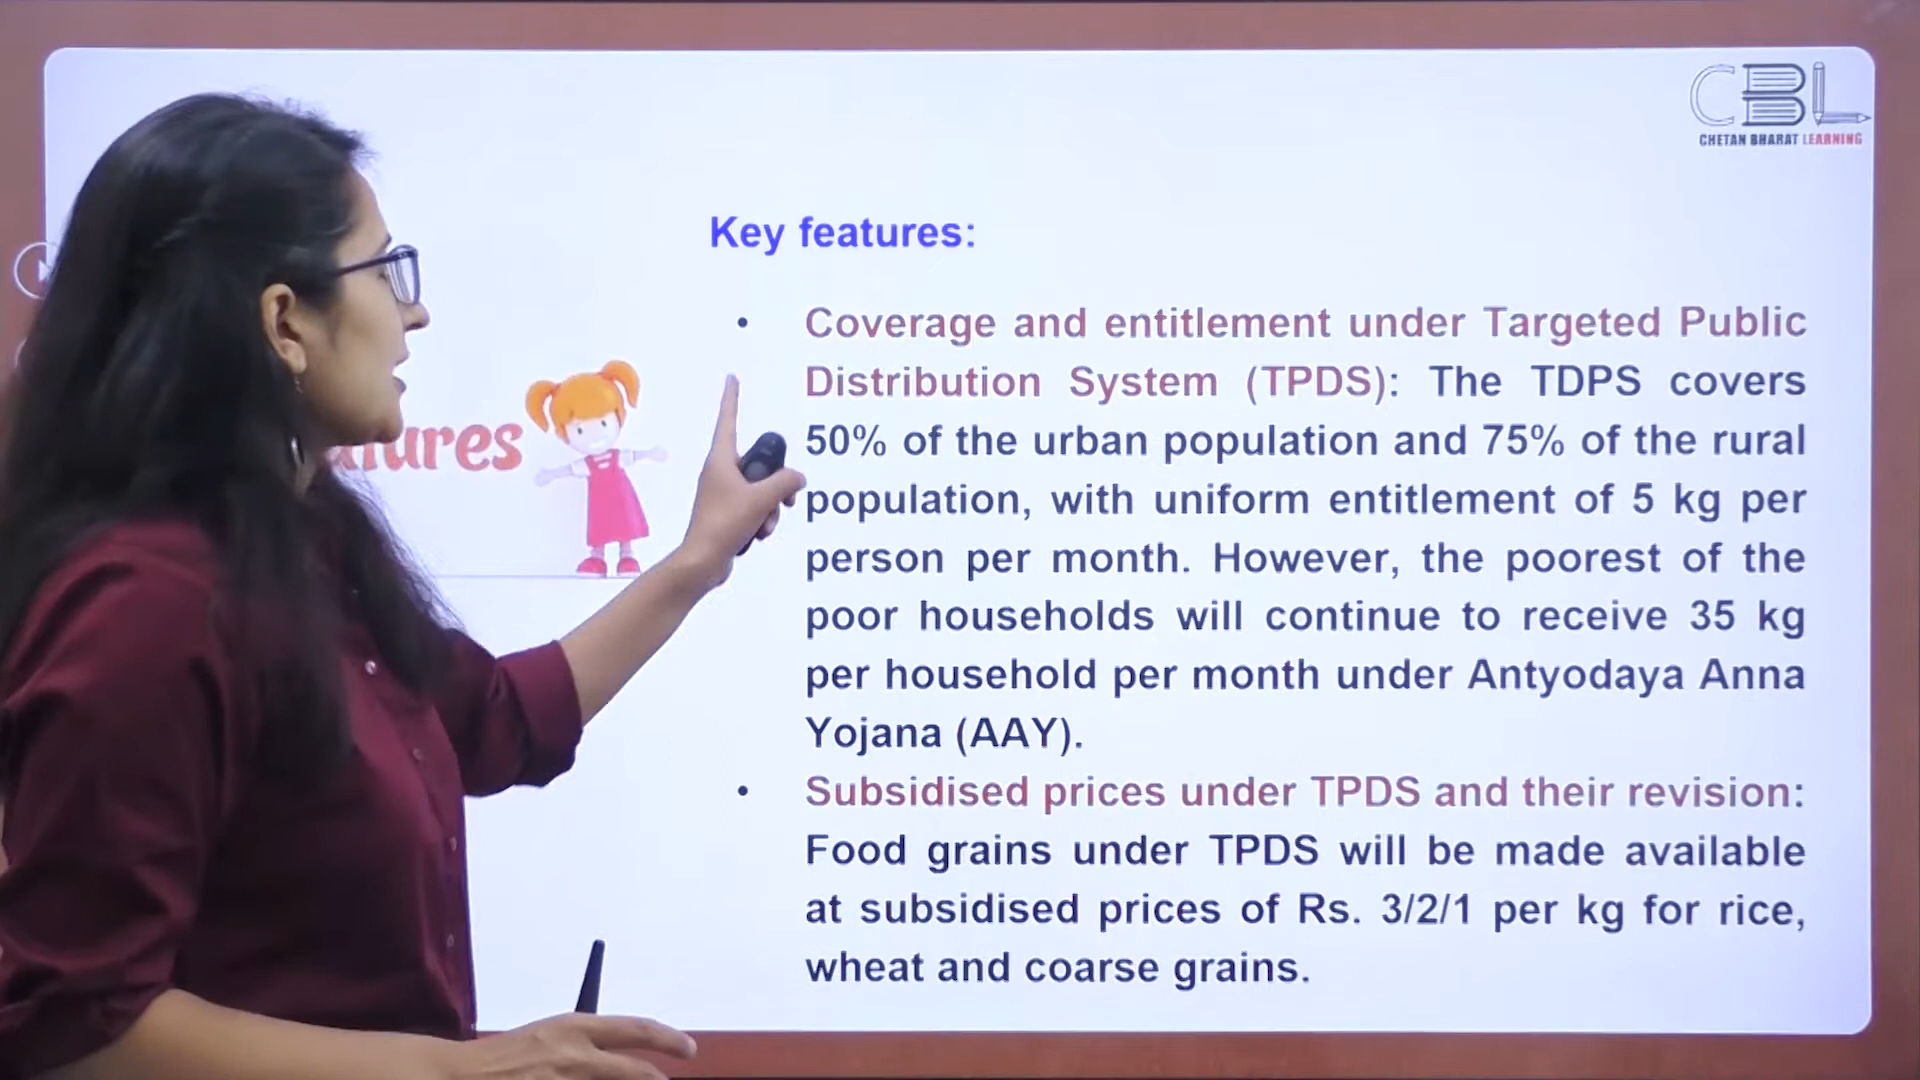 CBL
CHETAN BHARAT LEARNING
Key features:
• Coverage and entitlement under Targeted Public
Distribution System (TPDS): The TDPS covers
50% of the urban population and 75% of the rural
population, with uniform entitlement of 5 kg per
person per month. However, the poorest of the
poor households will continue to receive 35 kg
per household per month under Antyodaya Anna
Yojana (AAY).
• Subsidised prices under TPDS and their revision:
Food grains under TPDS will be made available
at subsidised prices of Rs. 3/2/1 per kg for rice,
wheat and coarse grains.